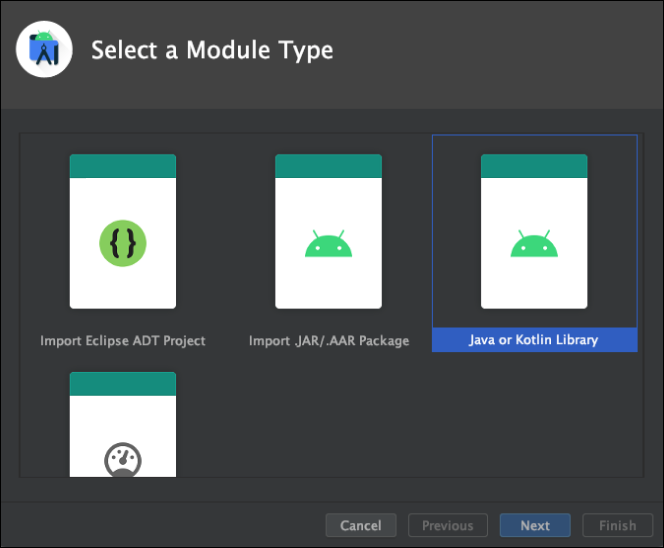 Select a Module Type
Import Eclipse ADT Project
Import .JAR/.AAR Package
Java or Kotlin Library
Cancel
Previous
Next
Finish